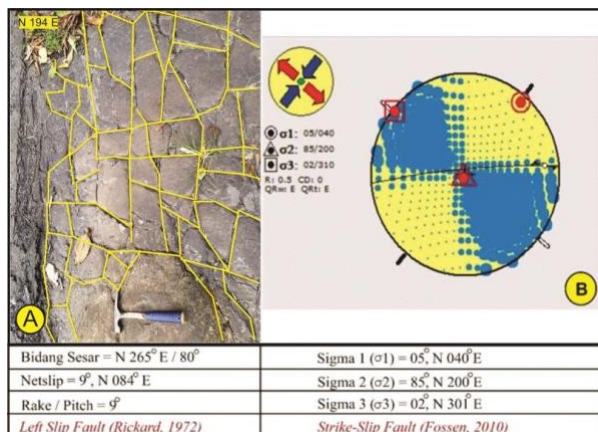 N 194 E
A
σ1: 05/040
σ2: 85/200
σ3: 02/310
R: 0.5 CD: 0
QRw: E QRt: E
B
Bidang Sesar = N 265° E / 80°
Netslip = 9°, N 084° E
Rake / Pitch = 9°
Left Slip Fault (Rickard, 1972)
Sigma 1 (σ1) = 05°, N 040° E
Sigma 2 (σ2) = 85°, N 200° E
Sigma 3 (σ3) = 02°, N 301° E
Strike-Slip Fault (Fossen, 2010)